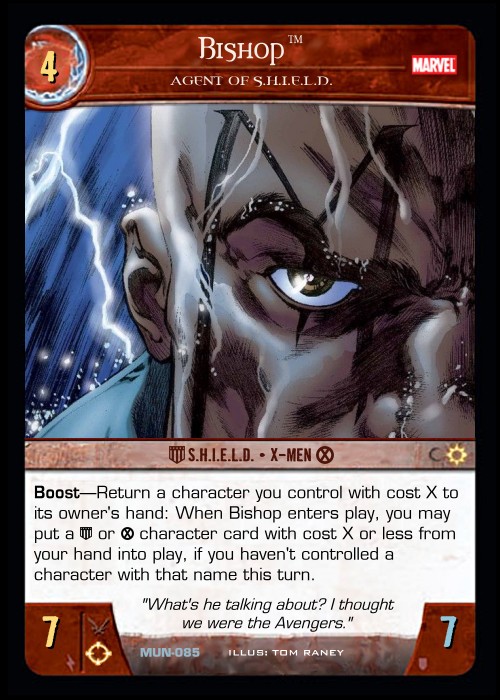 4
BISHOP™
AGENT OF S.H.I.E.L.D.
MARVEL
S.H.I.E.L.D. • X-MEN
C
Boost—Return a character you control with cost X to
its owner's hand: When Bishop enters play, you may
put a or character card with cost X or less from
your hand into play, if you haven't controlled a
character with that name this turn.
"What's he talking about? I thought
we were the Avengers."
7
MUN-085 ILLUS: TOM RANEY
7